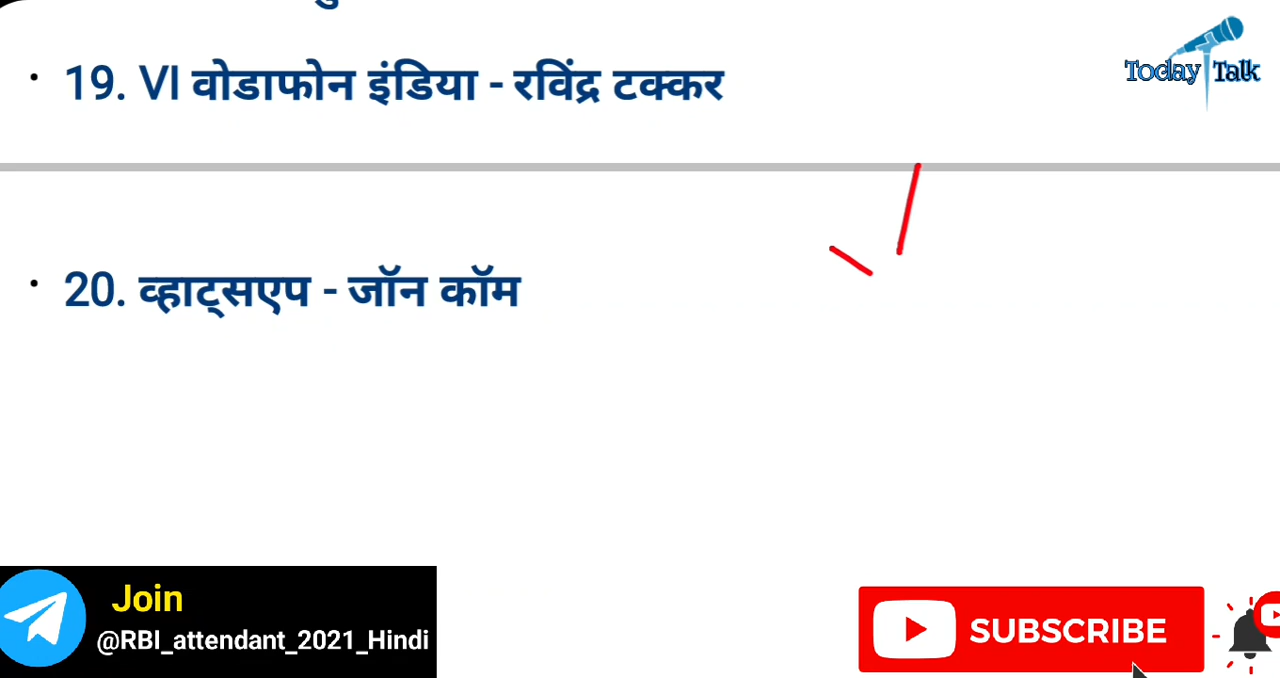 19. VI वोडाफोन इंडिया - रविंद्र टक्कर
Today Talk
20. व्हाट्सएप - जॉन कॉम
Join
@RBI_attendant_2021_Hindi
SUBSCRIBE